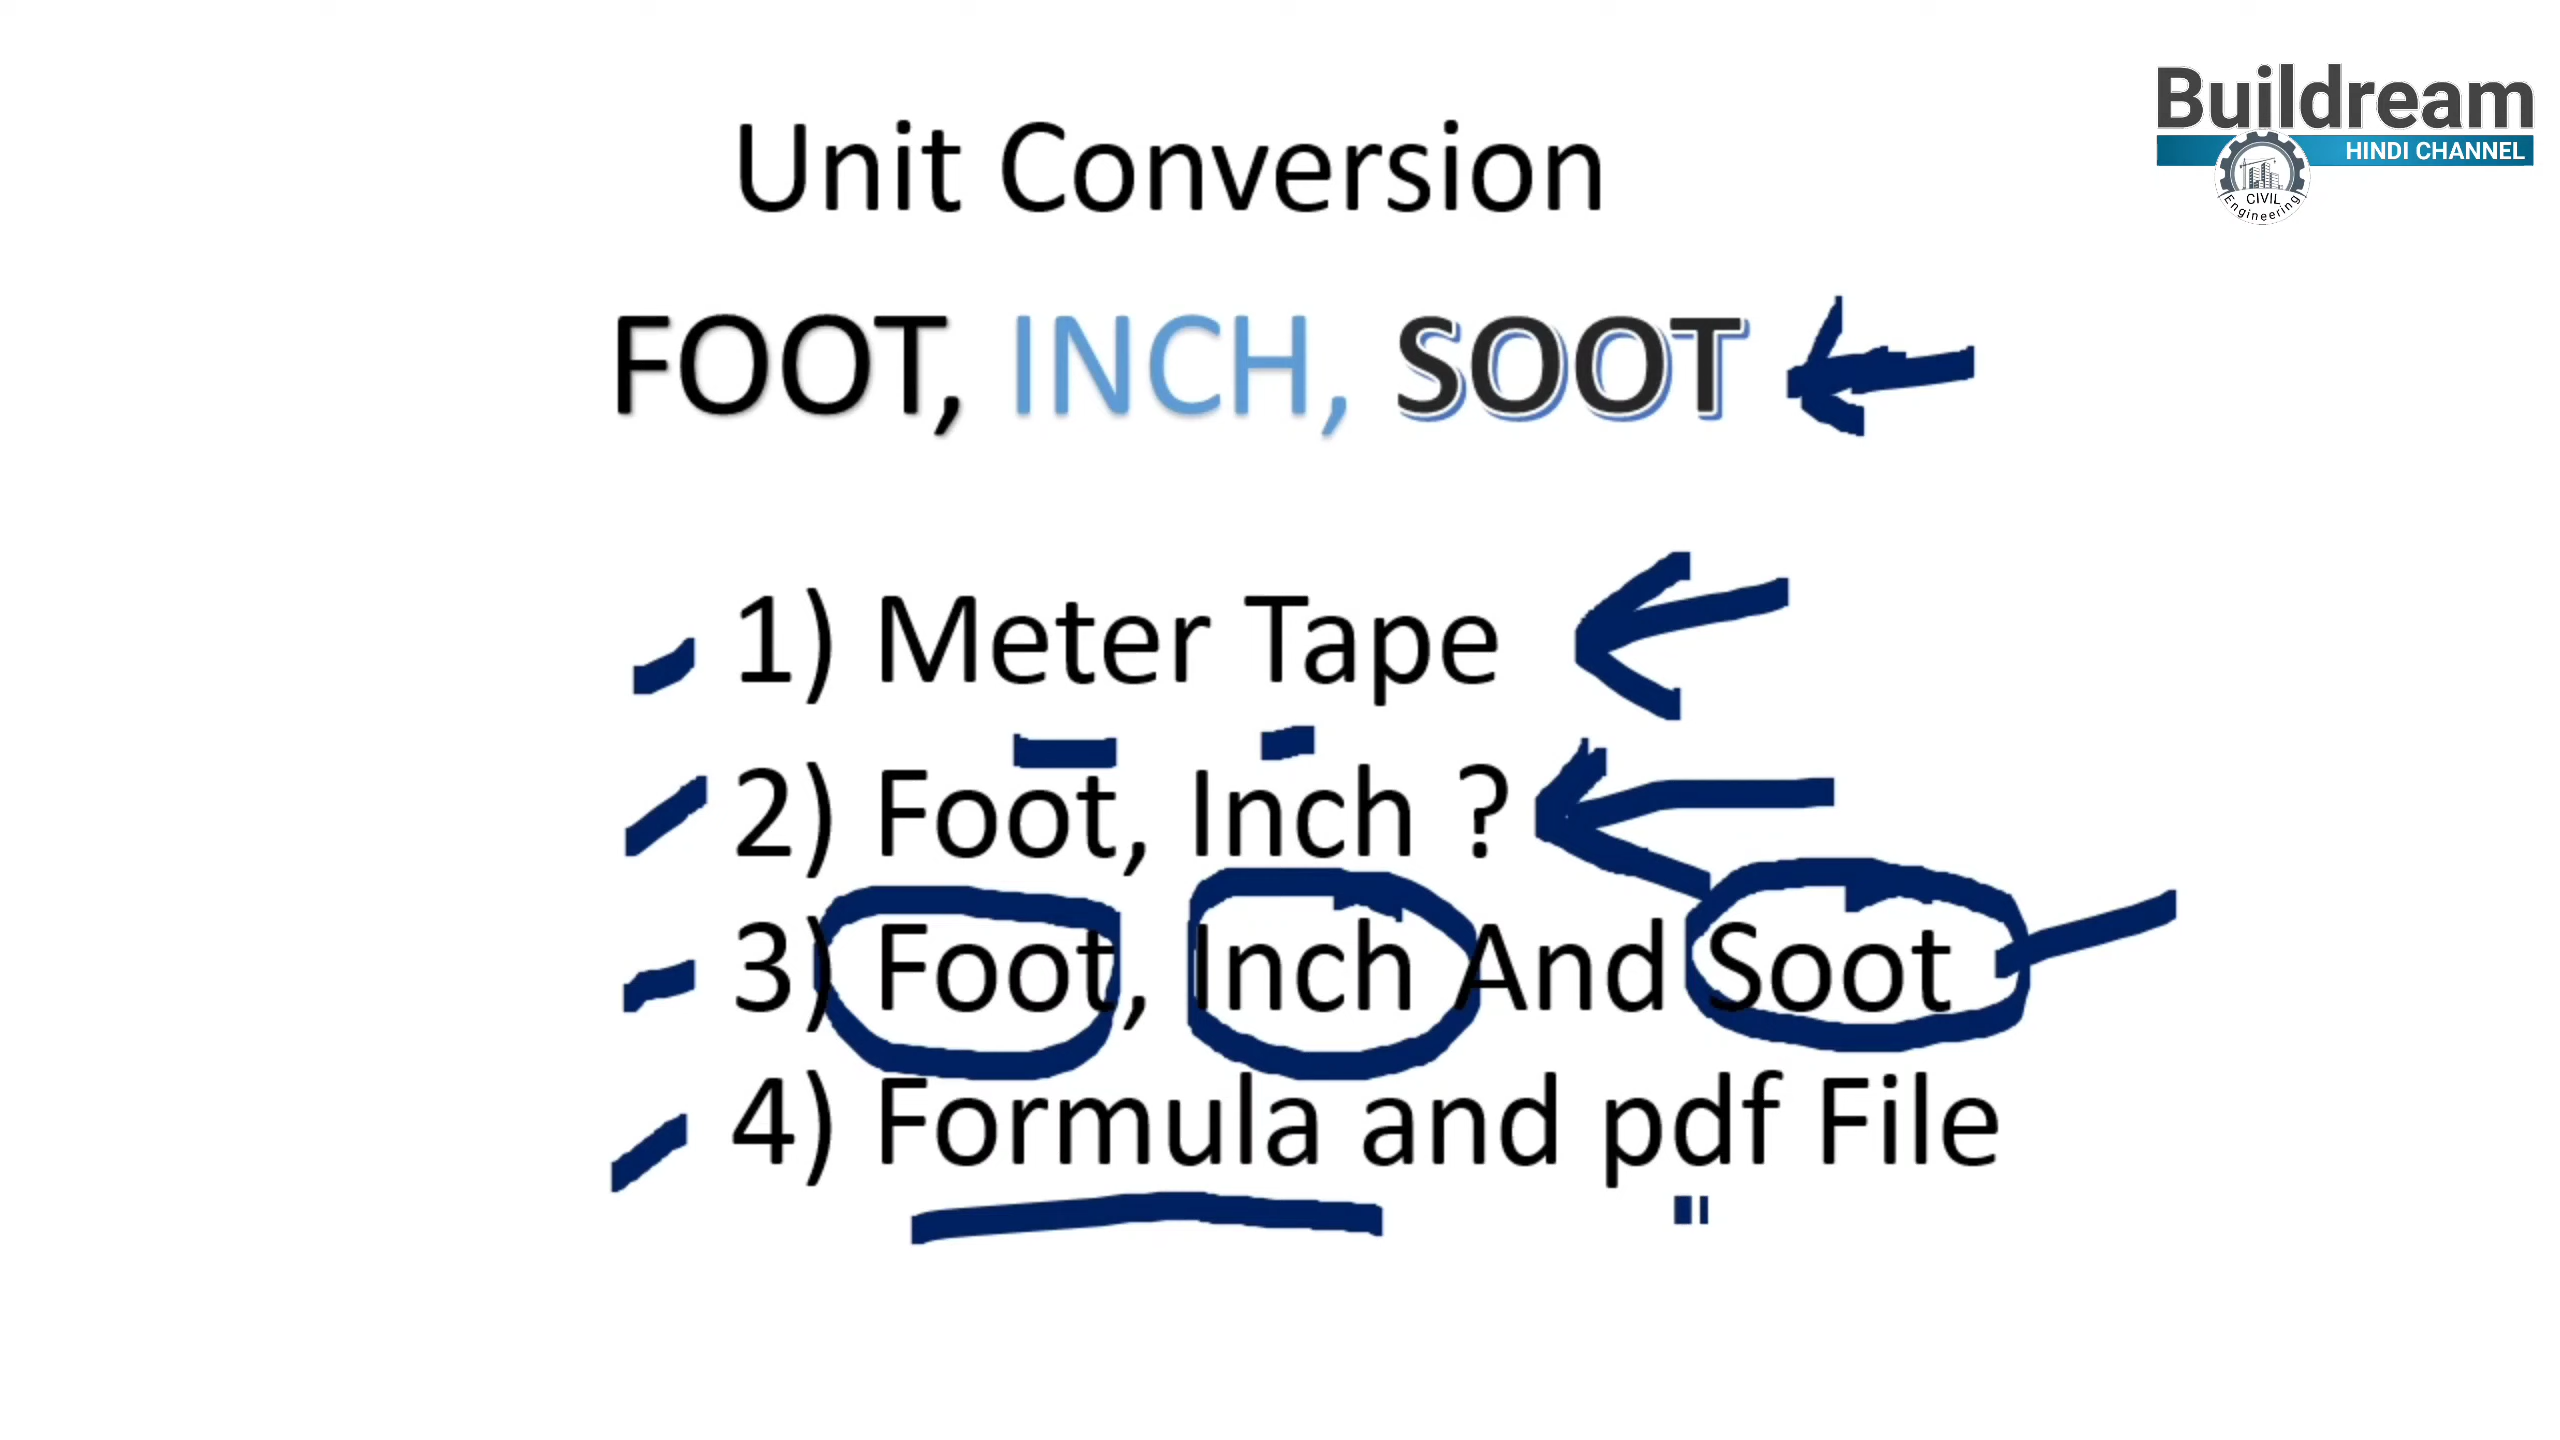 Buildream
HINDI CHANNEL
CIVIL
Engineering
Unit Conversion
FOOT, INCH, SOOT
1) Meter Tape
2) Foot, Inch ?
3) Foot, Inch And Soot
4) Formula and pdf File
"